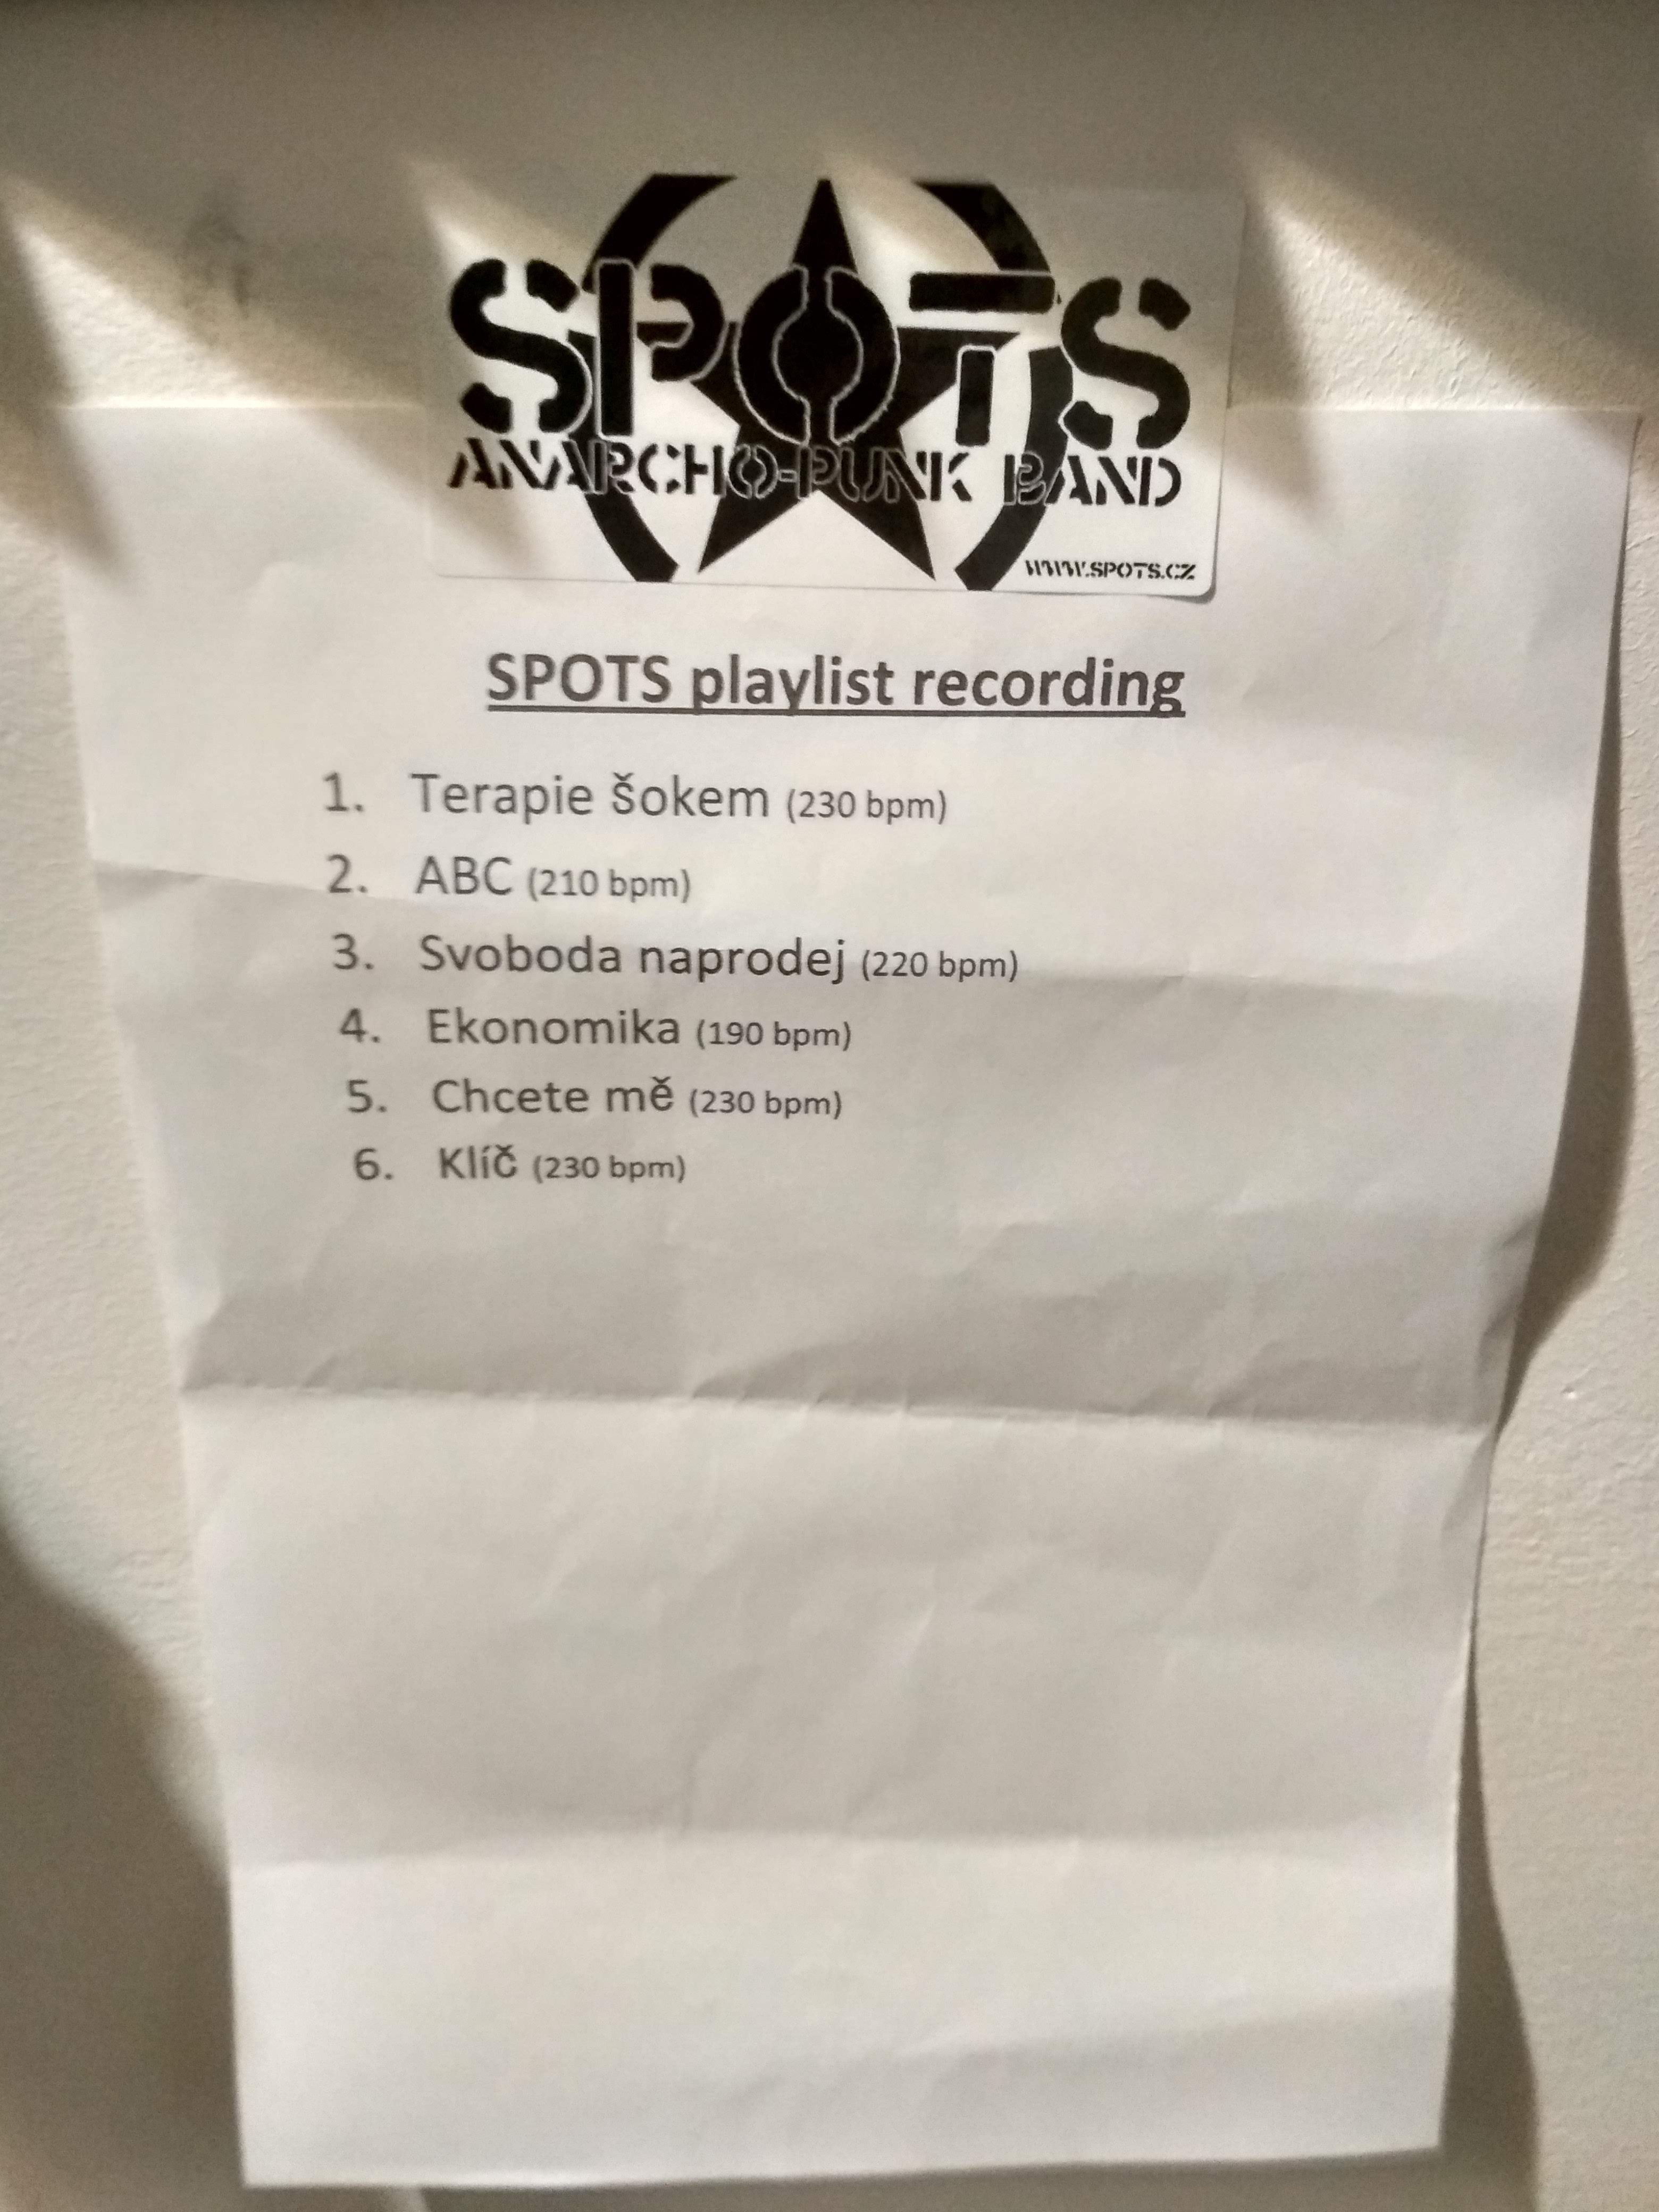 SPOTS
ANARCHO-PUNK BAND
WWW.SPOTS.CZ
SPOTS playlist recording
1. Terapie šokem (230 bpm)
2. ABC (210 bpm)
3. Svoboda naprodej (220 bpm)
4. Ekonomika (190 bpm)
5. Chcete mě (230 bpm)
6. Klíč (230 bpm)